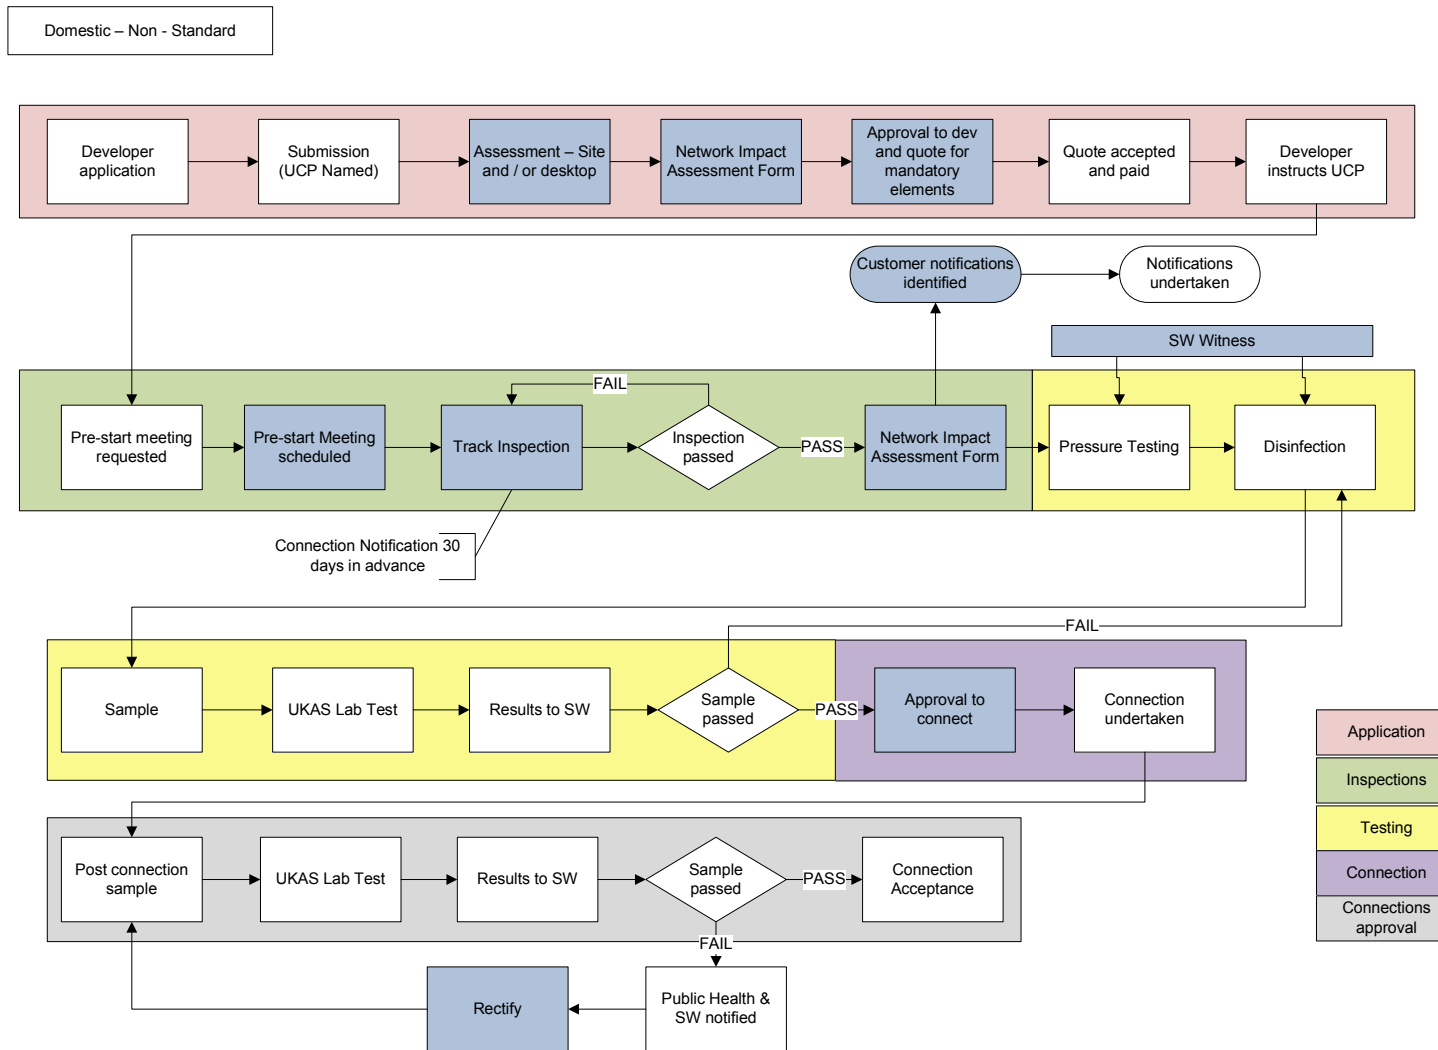 Domestic – Non - Standard
Developer
application
Submission
(UCP Named)
Assessment – Site
and / or desktop
Network Impact
Assessment Form
Approval to dev
and quote for
mandatory
elements
Quote accepted
and paid
Developer
instructs UCP
Customer notifications
identified
Notifications
undertaken
SW Witness
FAIL
Pre-start meeting
requested
Pre-start Meeting
scheduled
Track Inspection
Inspection
passed
PASS
Network Impact
Assessment Form
Pressure Testing
Disinfection
Connection Notification 30
days in advance
FAIL
Sample
UKAS Lab Test
Results to SW
Sample
passed
PASS
Approval to
connect
Connection
undertaken
Application
Inspections
Testing
Connection
Connections
approval
Post connection
sample
UKAS Lab Test
Results to SW
Sample
passed
PASS
Connection
Acceptance
FAIL
Rectify
Public Health &
SW notified